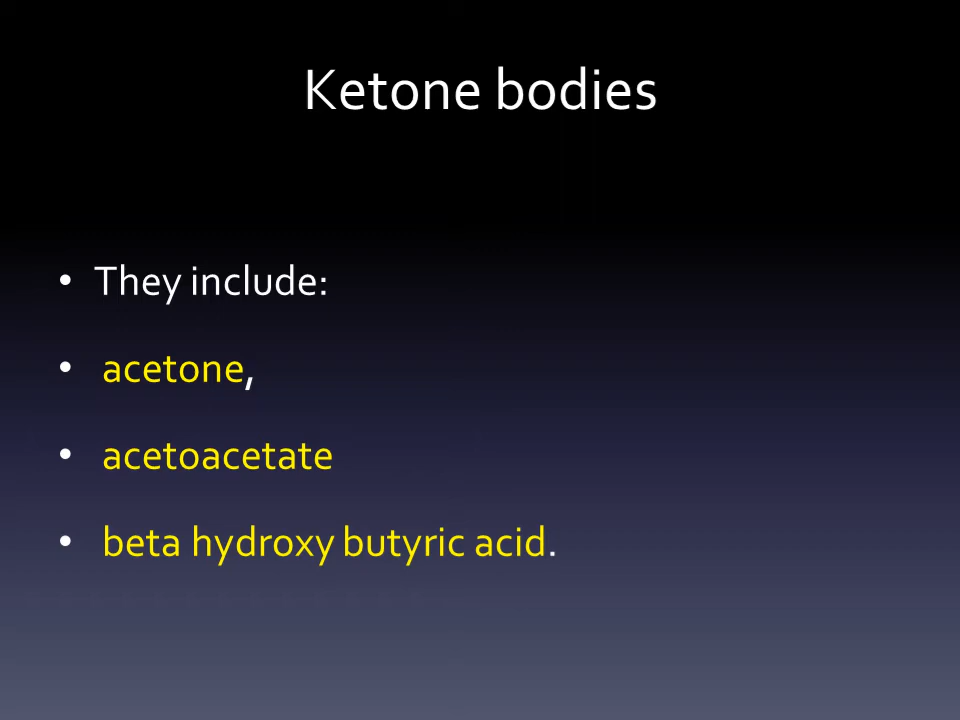 Ketone bodies
• They include:
• acetone,
• acetoacetate
• beta hydroxy butyric acid.